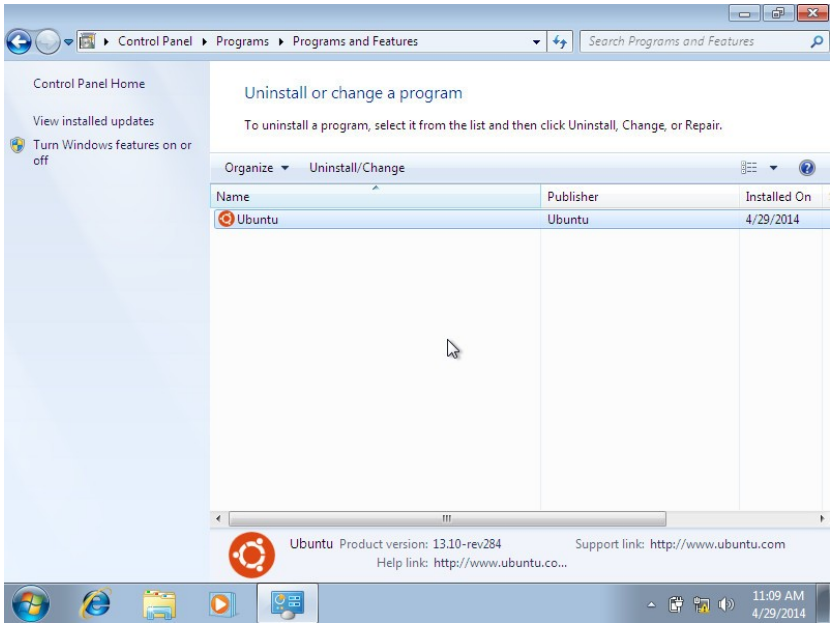 Control Panel Programs Programs and Features Search Programs and Features
Control Panel Home
View installed updates
Turn Windows features on or
off
Uninstall or change a program
To uninstall a program, select it from the list and then click Uninstall, Change, or Repair.
Organize Uninstall/Change
Name Publisher Installed On
Ubuntu Ubuntu 4/29/2014
Ubuntu Product version: 13.10-rev284 Support link: http://www.ubuntu.com
Help link: http://www.ubuntu.co...
11:09 AM
4/29/2014